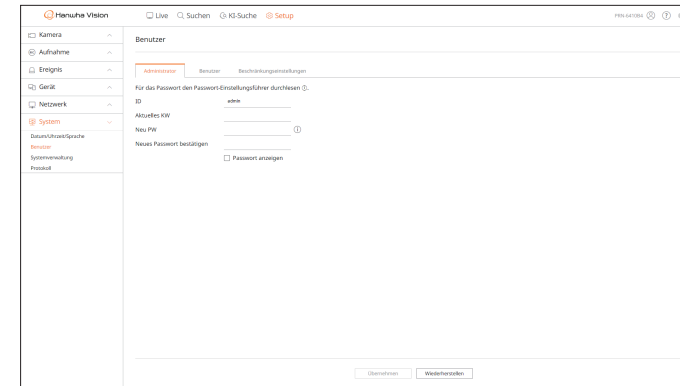 Hanwha Vision
Live Suchen KI-Suche Setup
PRN-6410B4
Kamera
Aufnahme
Ereignis
Gerät
Netzwerk
System
Datum/Uhrzeit/Sprache
Benutzer
Systemverwaltung
Protokoll
Benutzer
Administrator Benutzer Beschränkungseinstellungen
Für das Passwort den Passwort-Einstellungsführer durchlesen ①.
ID admin
Aktuelles KW
Neu PW
Neues Passwort bestätigen
Passwort anzeigen
Übernehmen Wiederherstellen